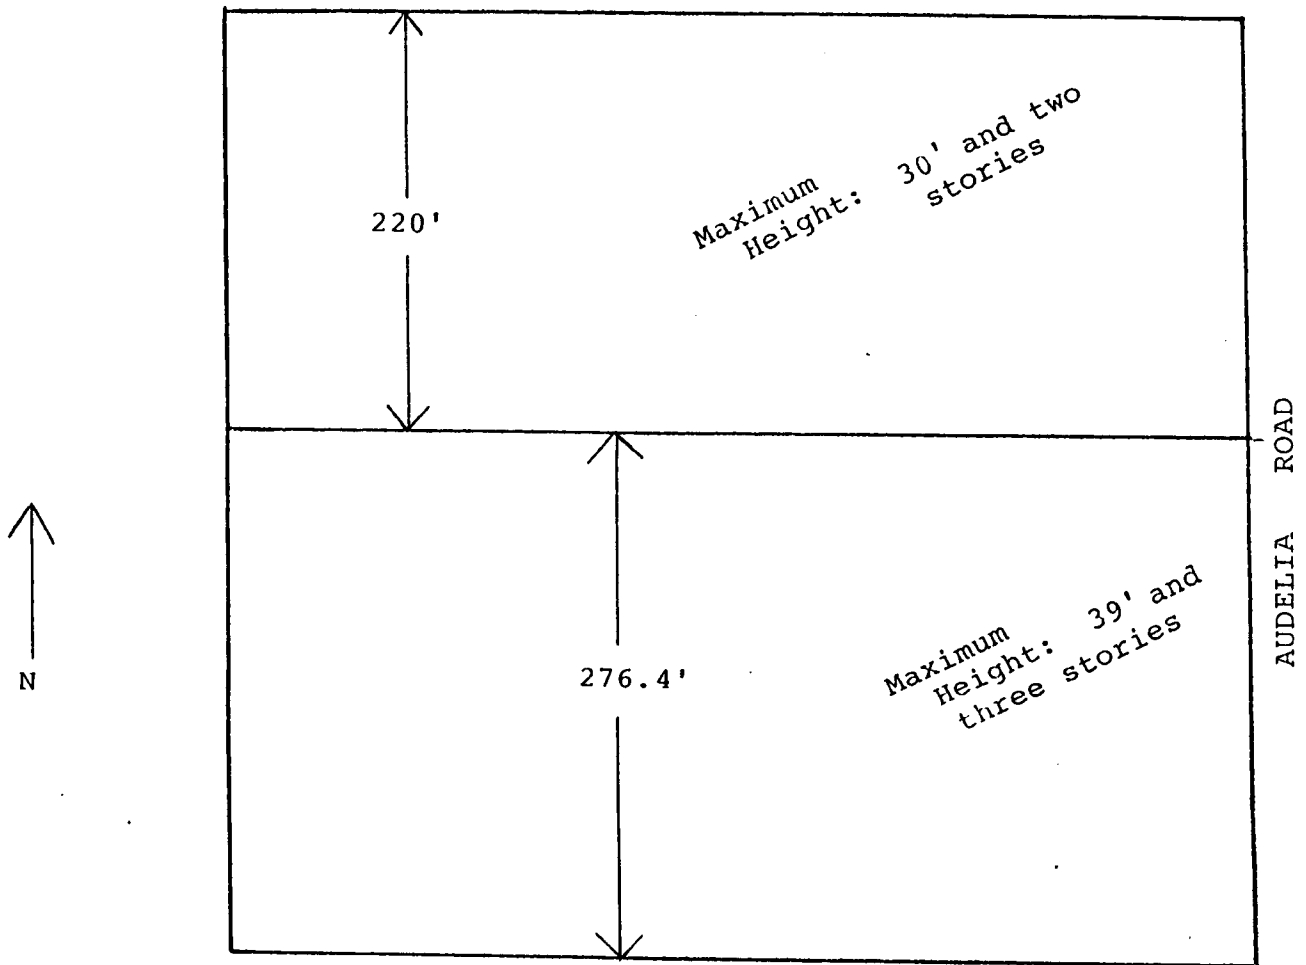 220'
Maximum
Height: 30' and two
stories
AUDELIA ROAD
N
276.4'
Maximum
Height: 39' and
three stories